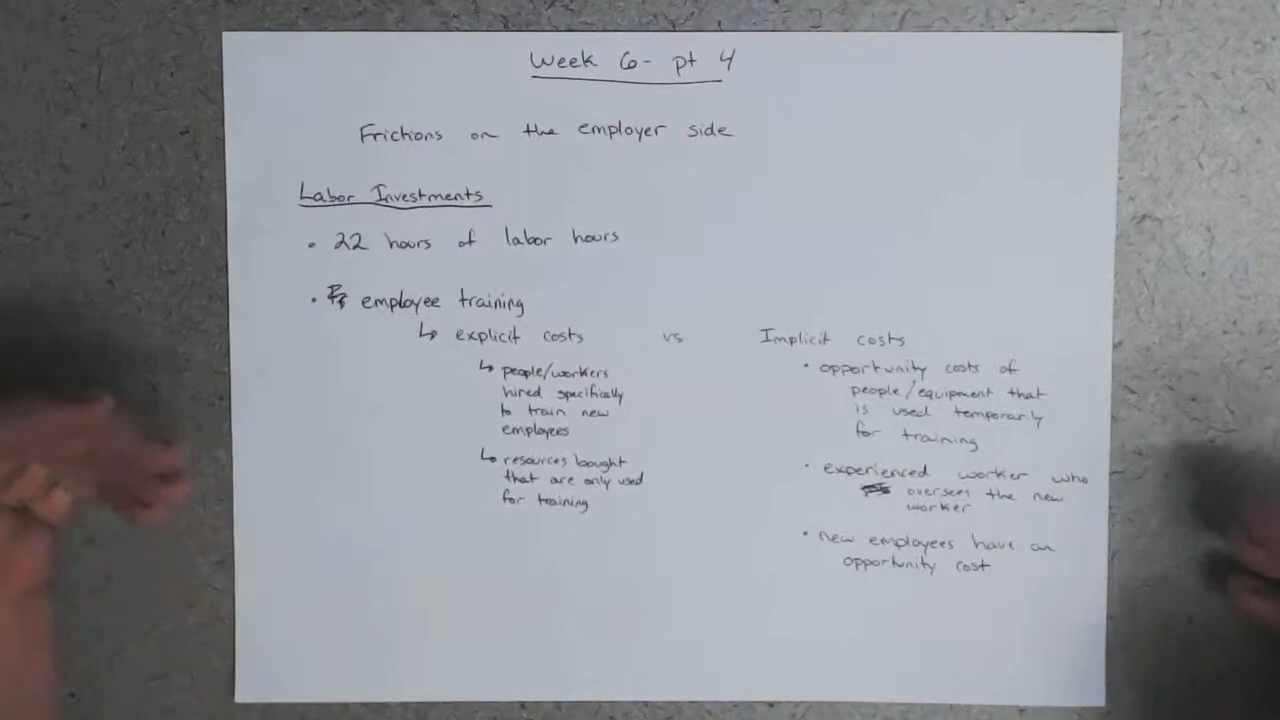 Week 6- pt 4
Frictions on the employer side
Labor Investments
• 22 hours of labor hours
• employee training
↳ explicit costs vs Implicit costs
↳ people/workers
hired specifically
to train new
employees
↳ resources bought
that are only used
for training
• opportunity costs of
people/equipment that
is used temporarily
for training
• experienced worker who
oversees the new
worker
• new employees have an
opportunity cost